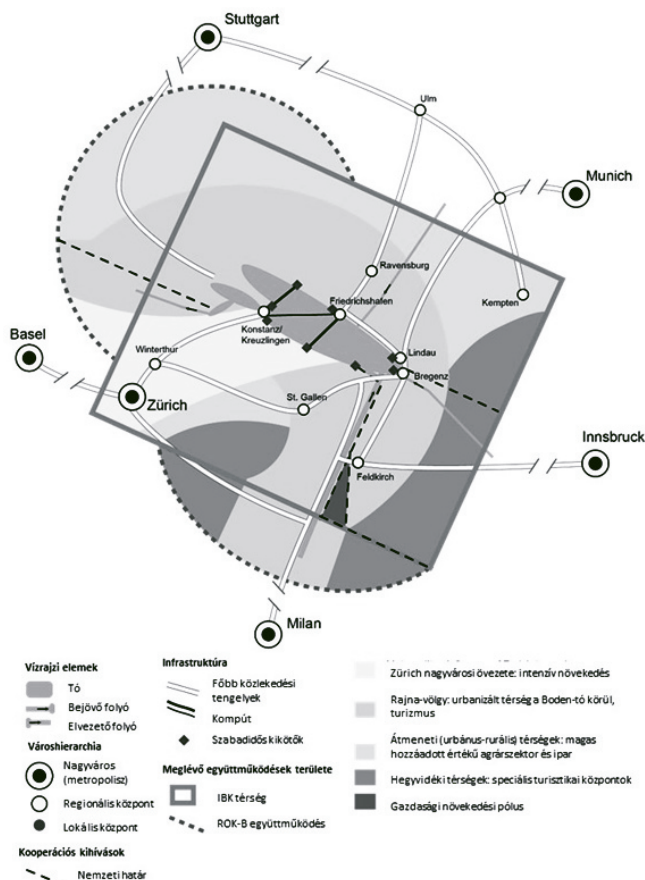 Stuttgart
Ulm
Munich
Ravensburg
Kempten
Friedrichshafen
Konstanz/
Kreuzlingen
Basel
Winterthur
Lindau
Bregenz
Zürich
St. Gallen
Innsbruck
Feldkirch
Milan
Vízrajzi elemek
Tó
Bejövő folyó
Elvezető folyó
Városhierarchia
Nagyváros
(metropolisz)
Regionális központ
Lokális központ
Kooperációs kihívások
Nemzeti határ
Infrastruktúra
Főbb közlekedési
tengelyek
Kompút
Szabadidős kikötők
Meglévő együttműködések területe
IBK térség
ROK-B együttműködés
Zürich nagyvárosi övezete: intenzív növekedés
Rajna-völgy: urbanizált térség a Boden-tó körül,
turizmus
Átmeneti (urbánus-rurális) térségek: magas
hozzáadott értékű agrárszektor és ipar
Hegyvidéki térségek: speciális turisztikai központok
Gazdasági növekedési pólus